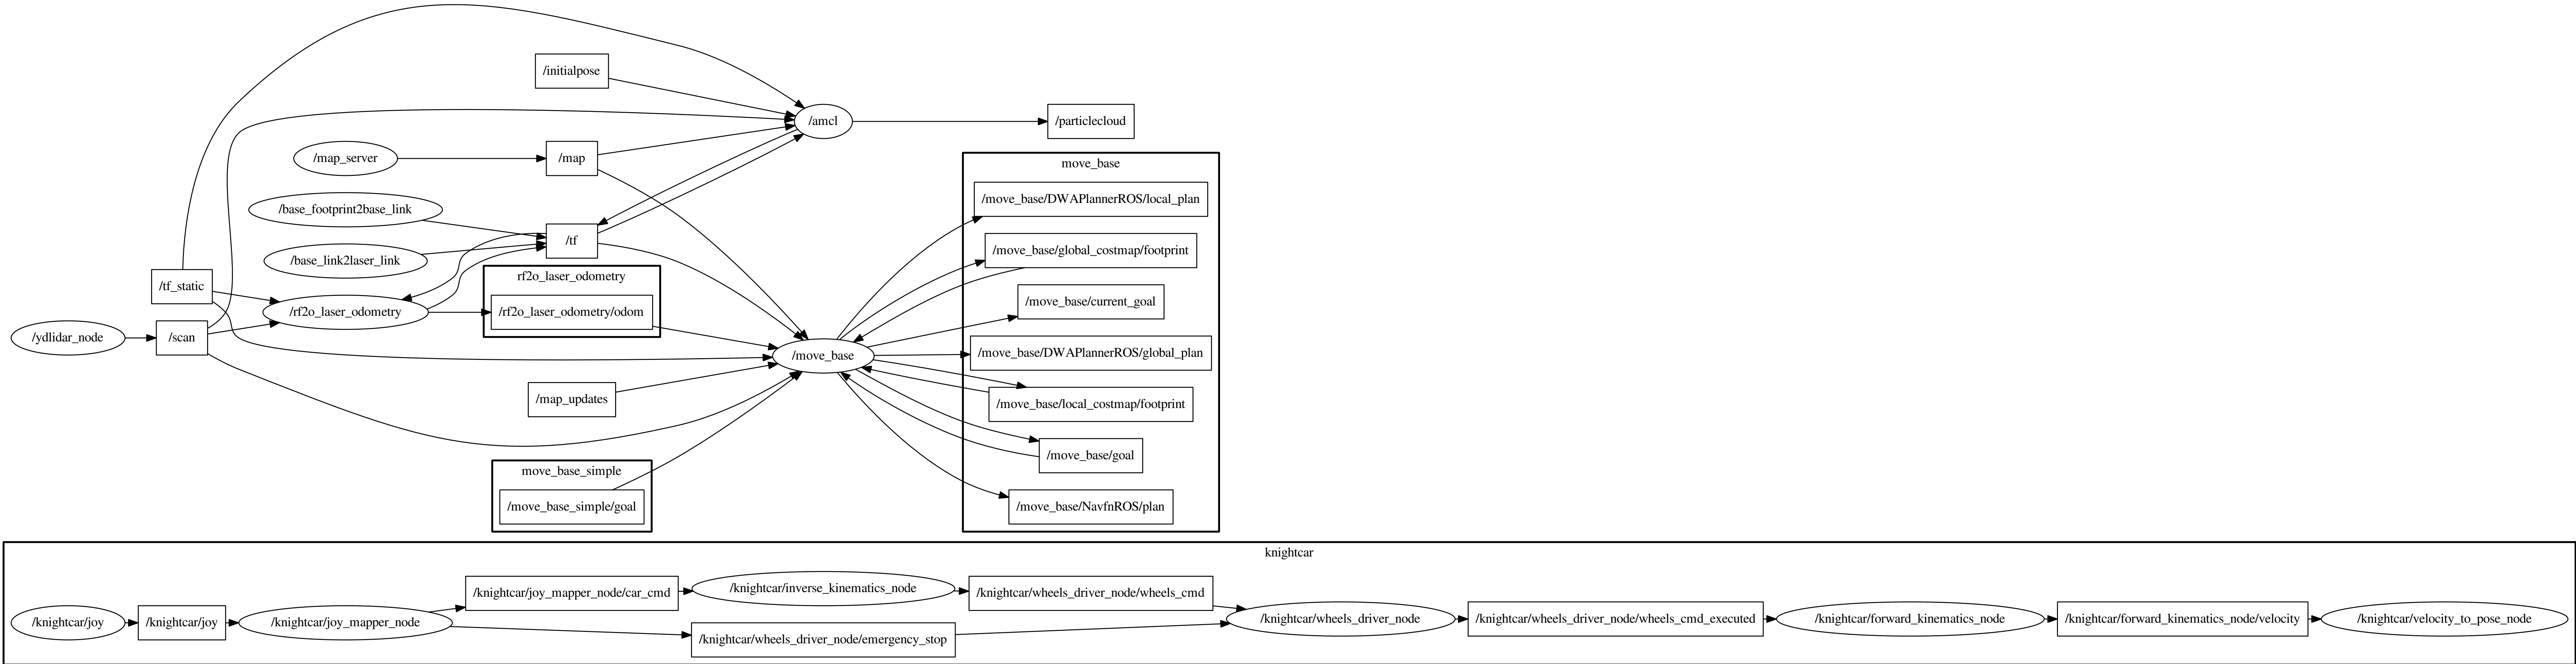 /initialpose
/amcl
/particlecloud
/map_server
/map
move_base
/move_base/DWAPlannerROS/local_plan
/base_footprint2base_link
/tf
/move_base/global_costmap/footprint
/base_link2laser_link
/tf_static
rf2o_laser_odometry
/rf2o_laser_odometry
/rf2o_laser_odometry/odom
/move_base/current_goal
/ydlidar_node
/scan
/move_base
/move_base/DWAPlannerROS/global_plan
/map_updates
/move_base/local_costmap/footprint
/move_base/goal
move_base_simple
/move_base_simple/goal
/move_base/NavfnROS/plan
knightcar
/knightcar/joy
/knightcar/joy
/knightcar/joy_mapper_node
/knightcar/joy_mapper_node/car_cmd
/knightcar/inverse_kinematics_node
/knightcar/wheels_driver_node/wheels_cmd
/knightcar/wheels_driver_node/emergency_stop
/knightcar/wheels_driver_node
/knightcar/wheels_driver_node/wheels_cmd_executed
/knightcar/forward_kinematics_node
/knightcar/forward_kinematics_node/velocity
/knightcar/velocity_to_pose_node